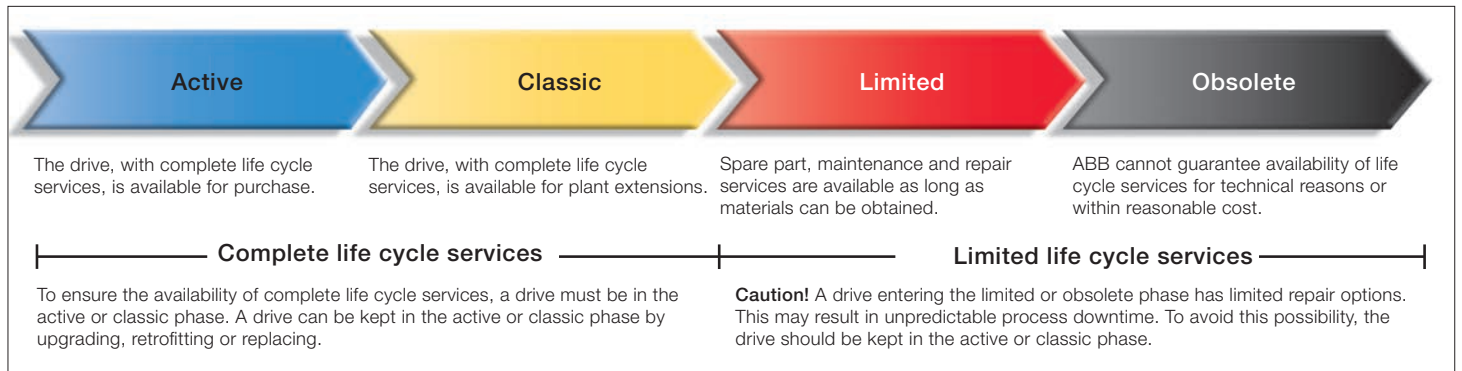 Active
Classic
Limited
Obsolete
The drive, with complete life cycle
services, is available for purchase.
The drive, with complete life cycle
services, is available for plant extensions.
Spare part, maintenance and repair
services are available as long as
materials can be obtained.
ABB cannot guarantee availability of life
cycle services for technical reasons or
within reasonable cost.
Complete life cycle services
Limited life cycle services
To ensure the availability of complete life cycle services, a drive must be in the
active or classic phase. A drive can be kept in the active or classic phase by
upgrading, retrofitting or replacing.
Caution! A drive entering the limited or obsolete phase has limited repair options.
This may result in unpredictable process downtime. To avoid this possibility, the
drive should be kept in the active or classic phase.